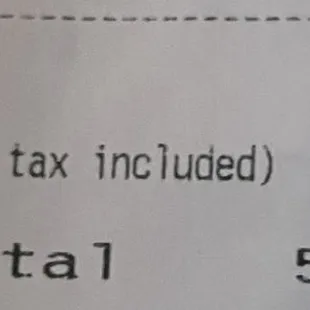 tax included)
tal 5